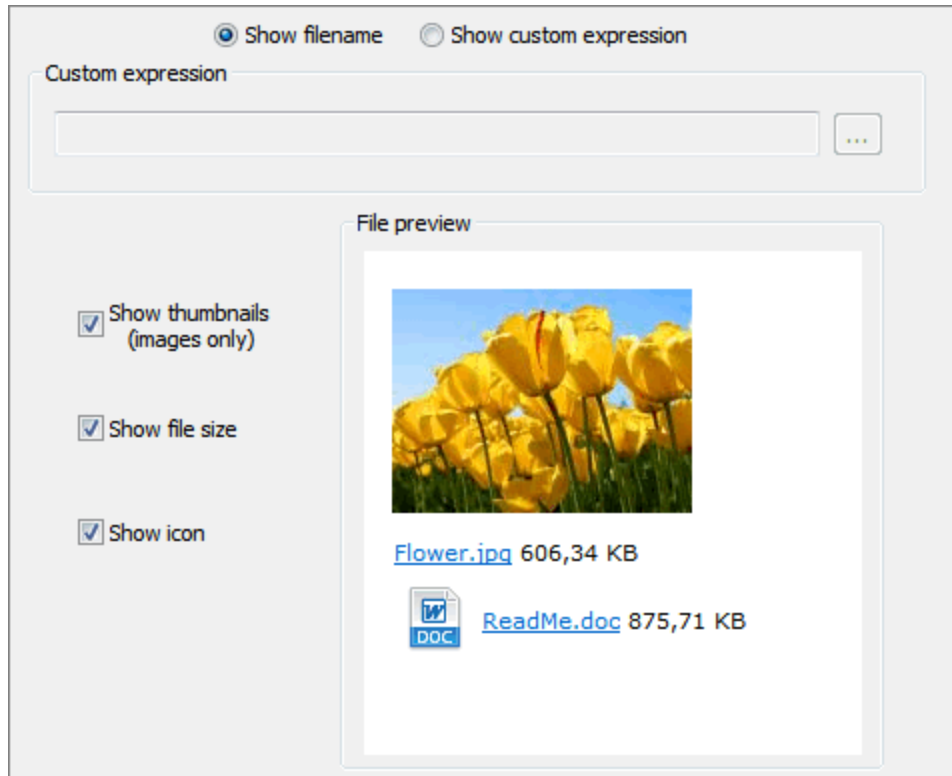 Show filename Show custom expression
Custom expression
...
File preview
Show thumbnails
(images only)
Show file size
Show icon
Flower.jpg 606,34 KB
W
DOC
ReadMe.doc 875,71 KB